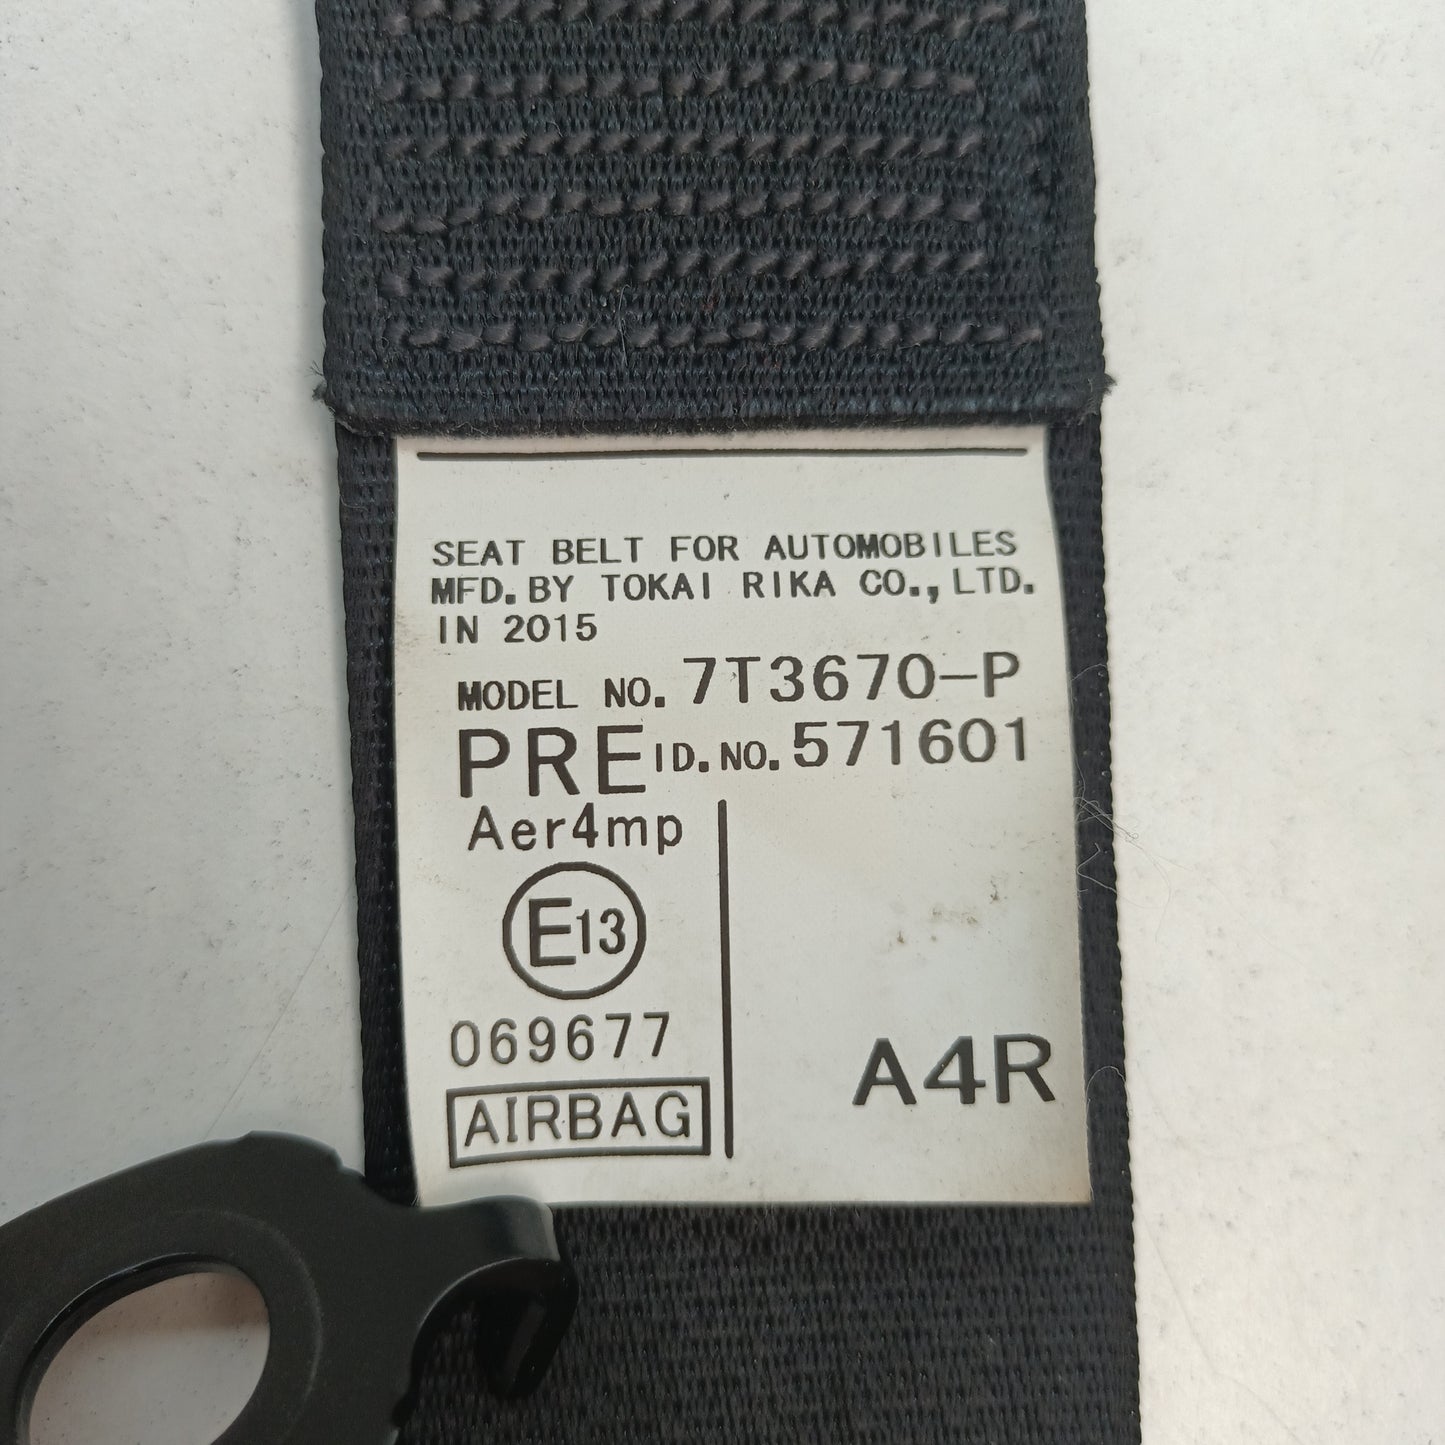 SEAT BELT FOR AUTOMOBILES
MFD. BY TOKAI RIKA CO., LTD.
IN 2015
MODEL NO. 7T3670-P
PRE ID. NO. 571601
Aer4mp
E13
069677
A4R
AIRBAG